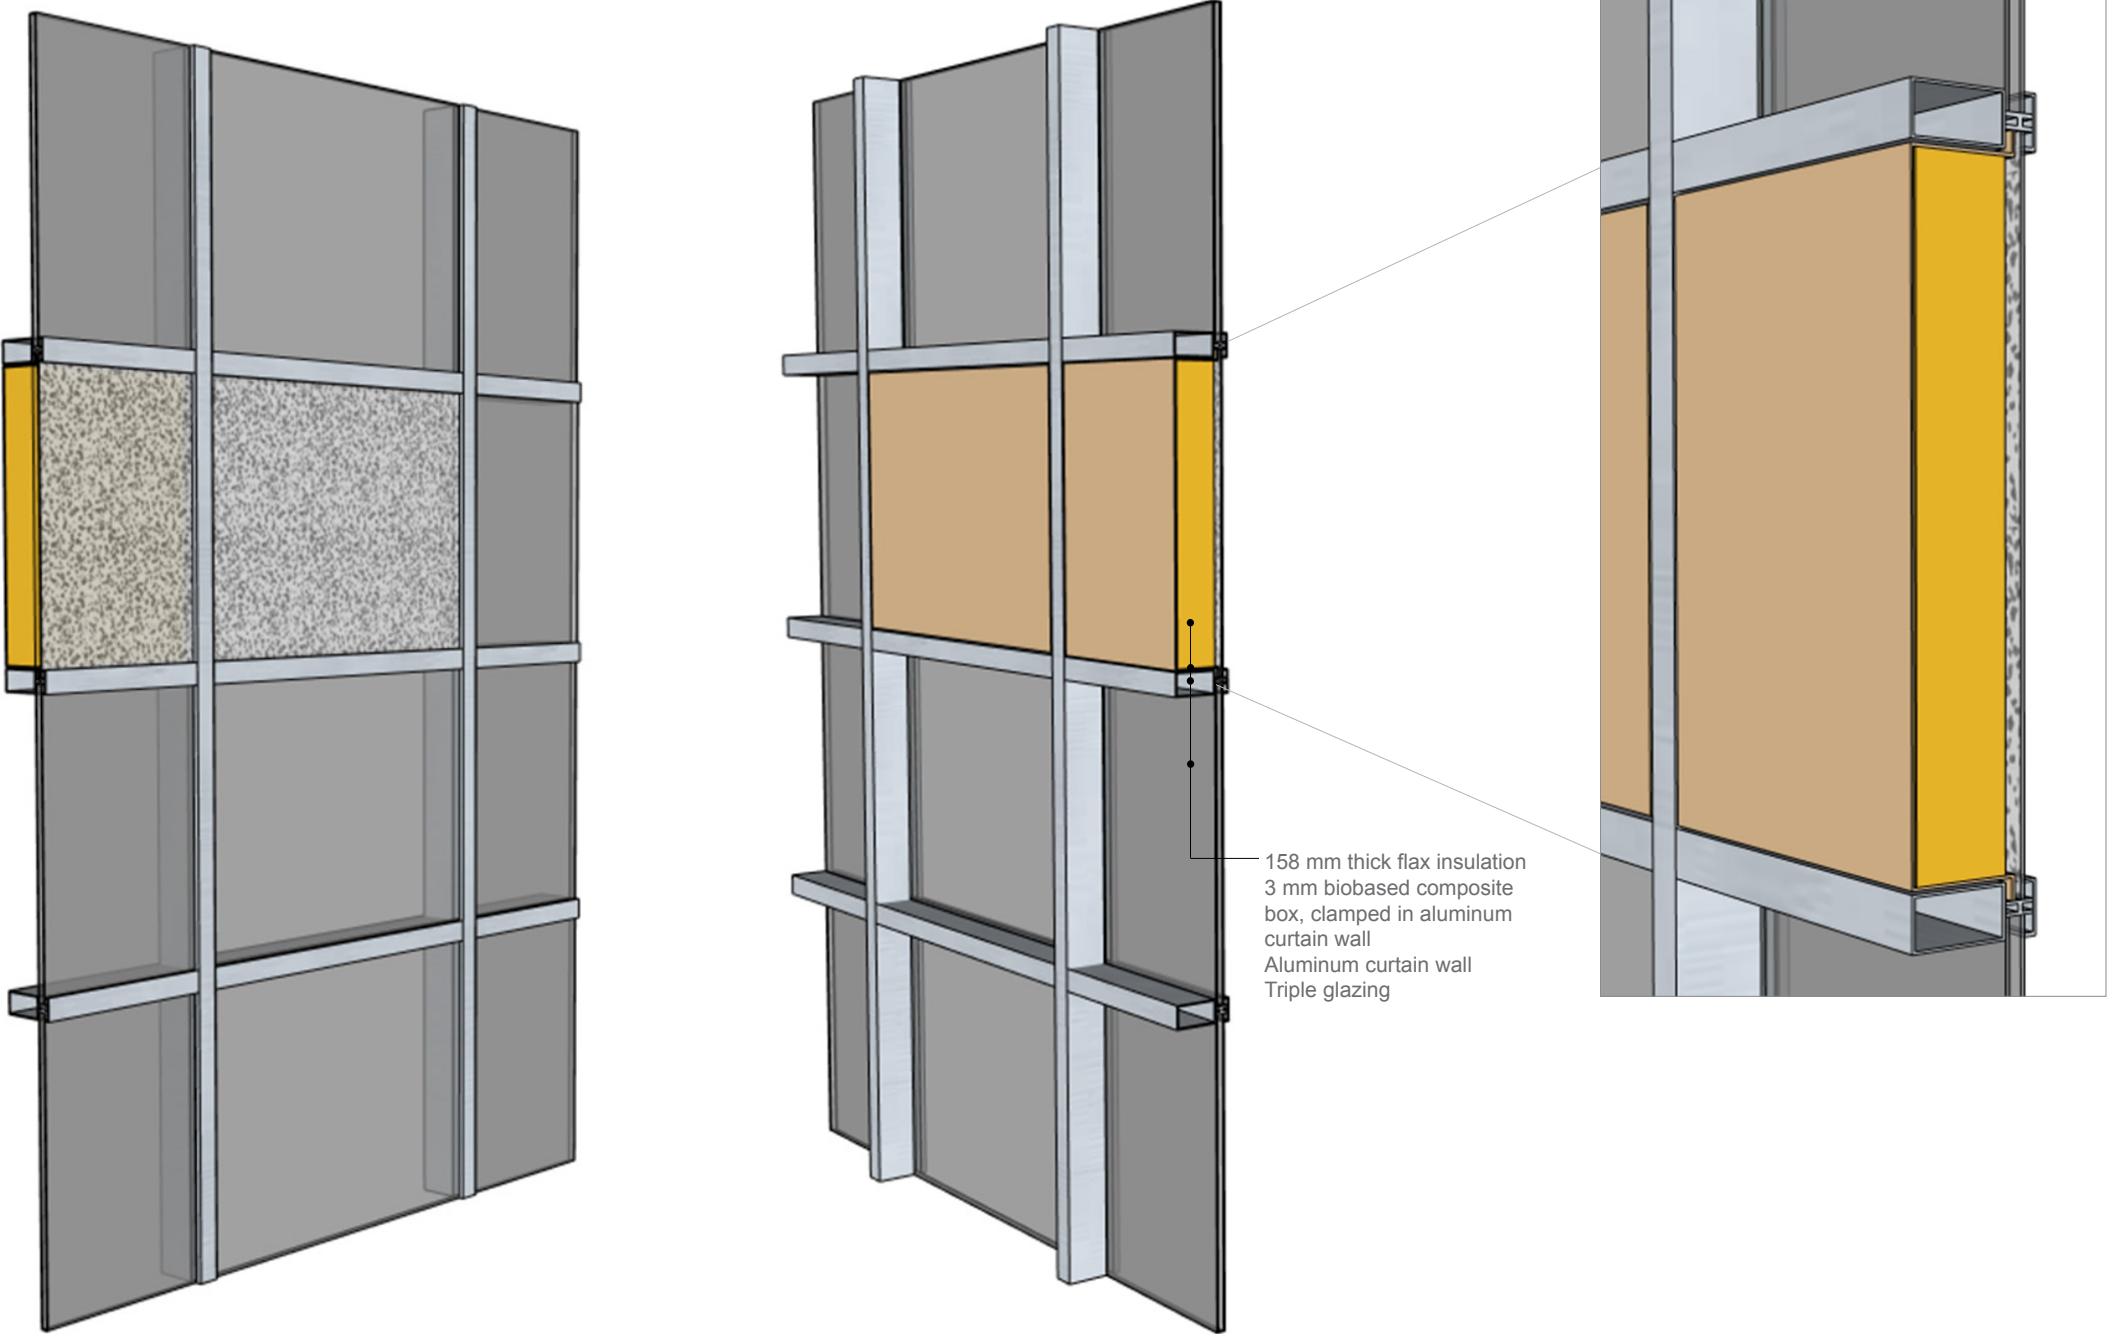 158 mm thick flax insulation
3 mm biobased composite
box, clamped in aluminum
curtain wall
Aluminum curtain wall
Triple glazing